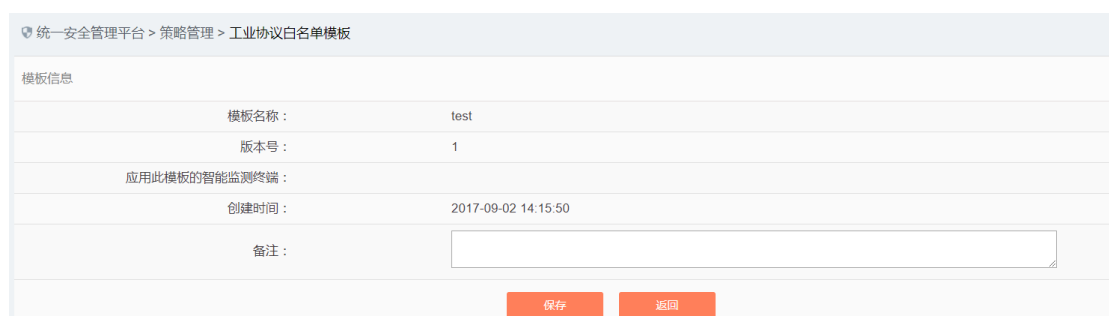 统一安全管理平台 > 策略管理 > 工业协议白名单模板
模板信息
模板名称： test
版本号： 1
应用此模板的智能监测终端：
创建时间： 2017-09-02 14:15:50
备注：
保存 返回